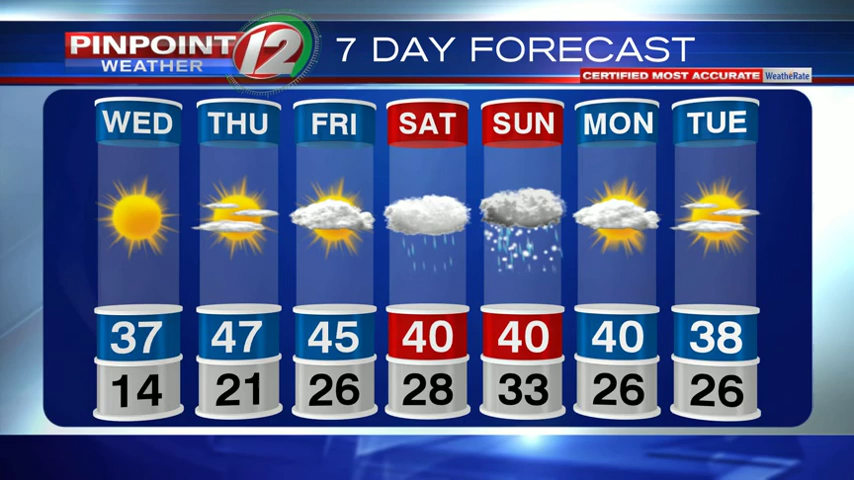 PINPOINT 12 7 DAY FORECAST
WEATHER
CERTIFIED MOST ACCURATE WeatheRate
WED THU FRI SAT SUN MON TUE
37 47 45 40 40 40 38
14 21 26 28 33 26 26